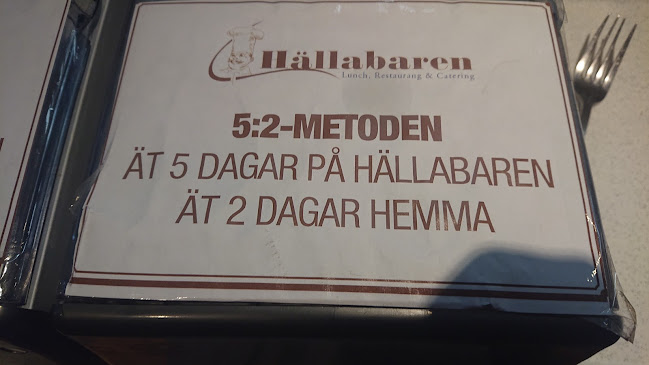 Hällabaren
Lunch, Restaurang & Catering
5:2-METODEN
ÄT 5 DAGAR PÅ HÄLLABAREN
ÄT 2 DAGAR HEMMA